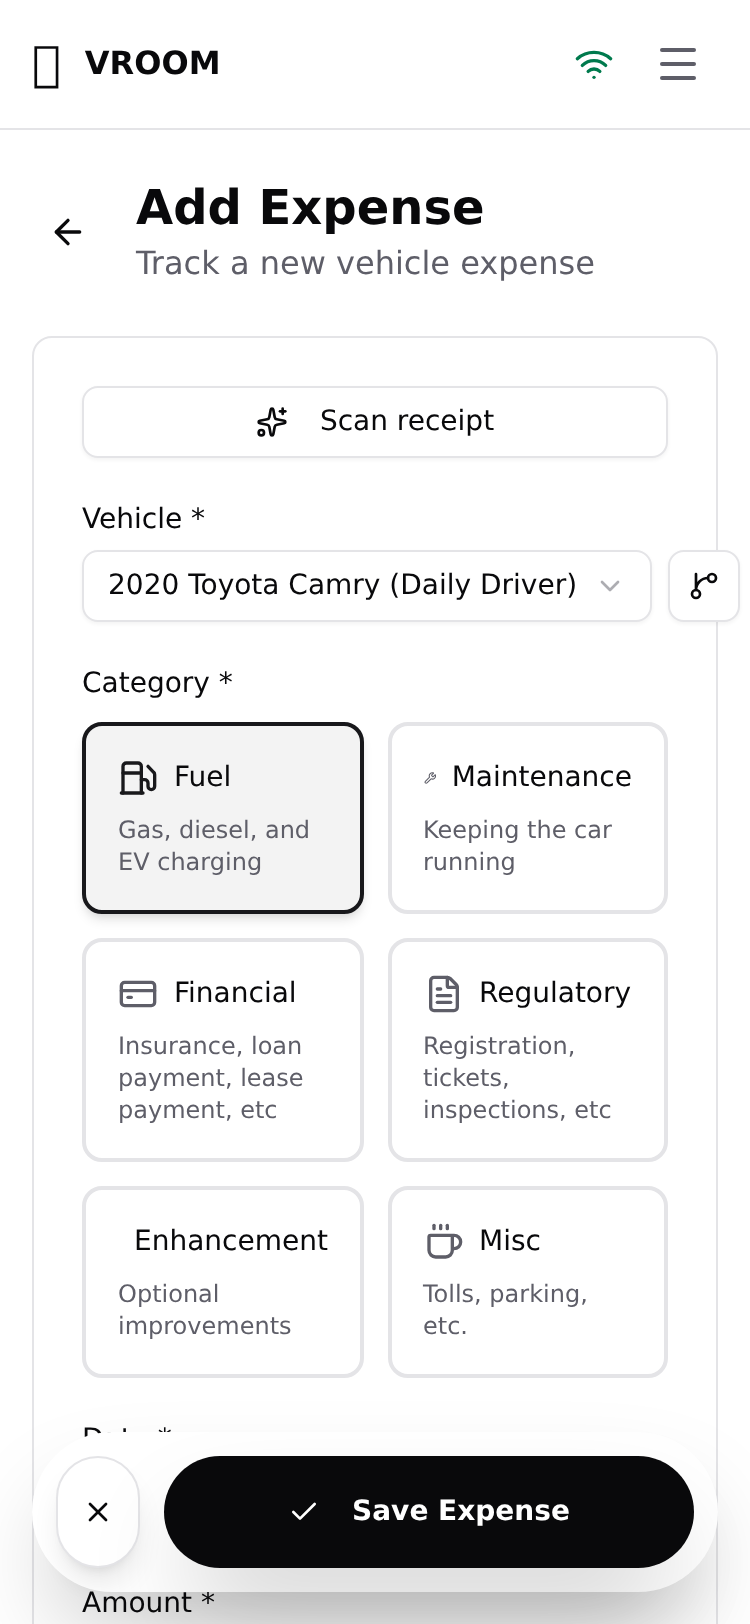 VROOM
Add Expense
Track a new vehicle expense
Scan receipt
Vehicle *
2020 Toyota Camry (Daily Driver)
Category *
Fuel
Gas, diesel, and
EV charging
Maintenance
Keeping the car
running
Financial
Insurance, loan
payment, lease
payment, etc
Regulatory
Registration,
tickets,
inspections, etc
Enhancement
Optional
improvements
Misc
Tolls, parking,
etc.
Save Expense
Amount *